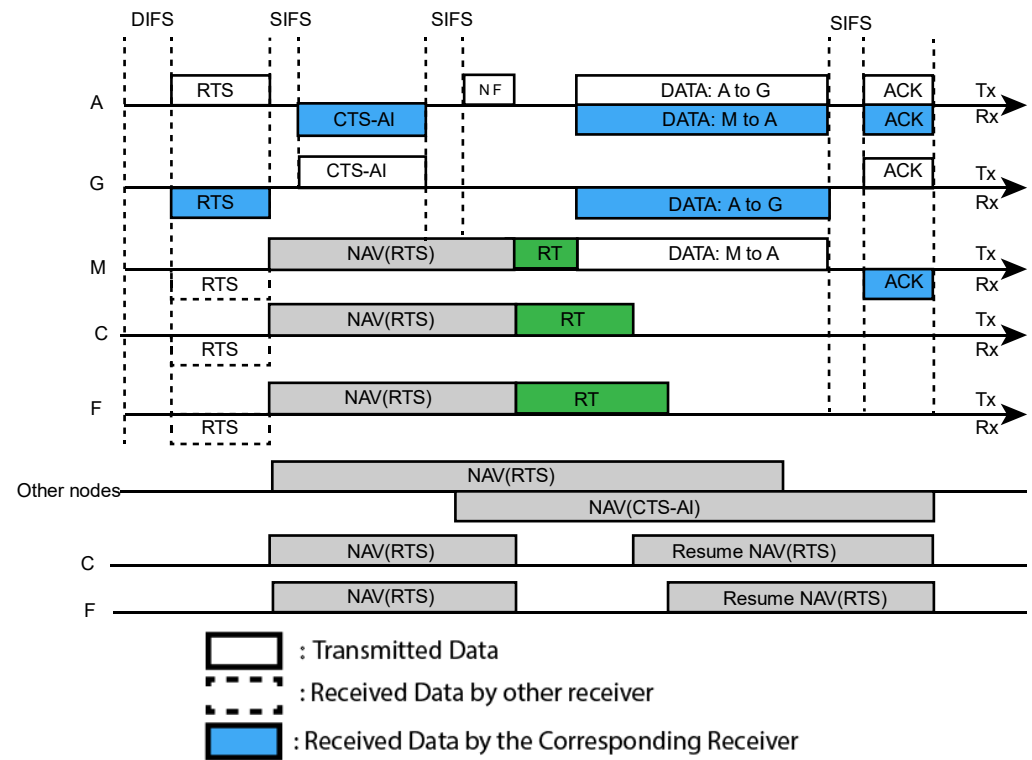 DIFS SIFS SIFS SIFS
RTS NF DATA: A to G ACK Tx
A
CTS-AI DATA: M to A ACK Rx
CTS-AI ACK Tx
G
RTS DATA: A to G Rx
NAV(RTS) RT DATA: M to A Tx
M
RTS ACK Rx
NAV(RTS) RT Tx
C
RTS Rx
NAV(RTS) RT Tx
F
RTS Rx
NAV(RTS)
Other nodes
NAV(CTS-AI)
C NAV(RTS) Resume NAV(RTS)
F NAV(RTS) Resume NAV(RTS)
: Transmitted Data
: Received Data by other receiver
: Received Data by the Corresponding Receiver